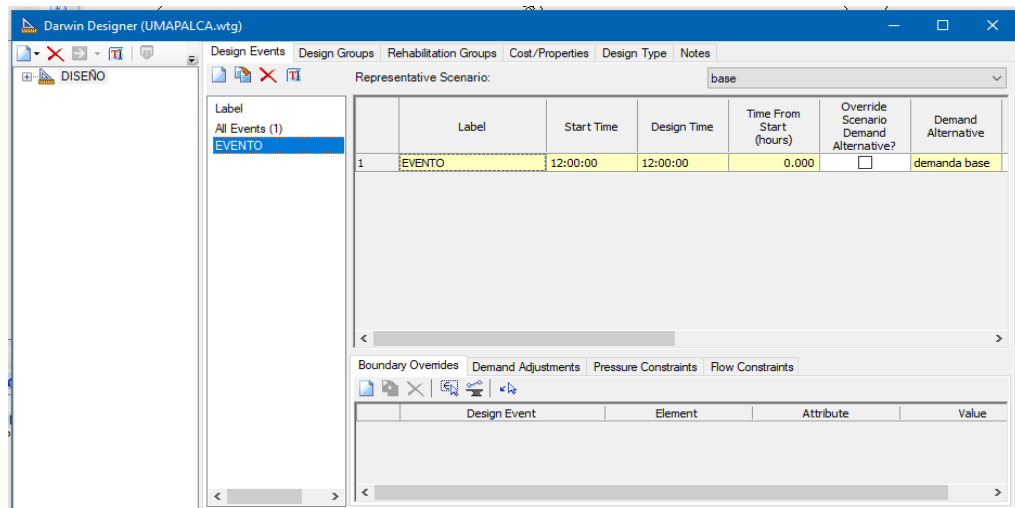 Darwin Designer (UMAPALCA.wtg)
Design Events Design Groups Rehabilitation Groups Cost/Properties Design Type Notes
DISEÑO
Representative Scenario: base
Label
All Events (1)
EVENTO
Label Start Time Design Time Time From Start (hours) Override Scenario Demand Alternative? Demand Alternative
1 EVENTO 12:00:00 12:00:00 0.000 demanda base
Boundary Overrides Demand Adjustments Pressure Constraints Flow Constraints
Design Event Element Attribute Value